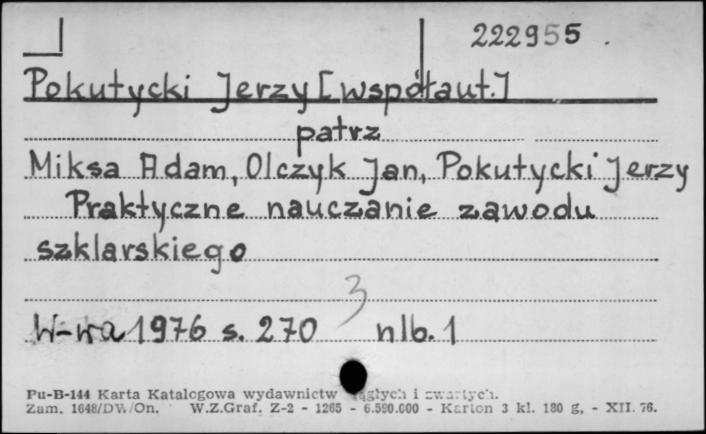 222955.
Pokutycki Jerzy [współaut.]
patrz
Miksa Adam, Olczyk Jan, Pokutycki Jerzy
Praktyczne nauczanie zawodu
szklarskiego
3
W-wa 1976 s. 270 nlb. 1
Pu-B-144 Karta Katalogowa wydawnictw ciągłych i zwartych.
Zam. 1648/DW/On. W.Z.Graf. Z-2 - 1265 - 6.590.000 - Karton 3 kl. 180 g, - XII. 76.